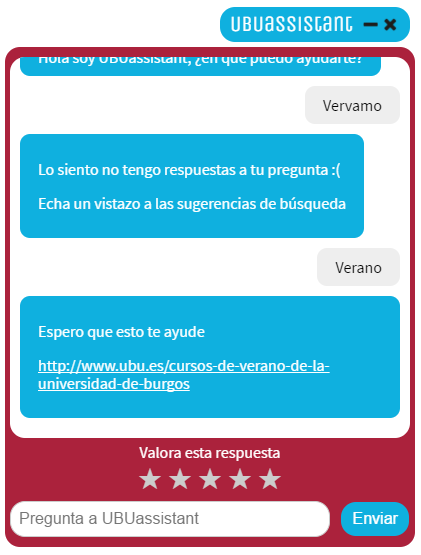 UBUassistant
Hola soy UBUassistant, ¿en qué puedo ayudarte?
Vervamo
Lo siento no tengo respuestas a tu pregunta :(
Echa un vistazo a las sugerencias de búsqueda
Verano
Espero que esto te ayude
http://www.ubu.es/cursos-de-verano-de-la-
universidad-de-burgos
Valora esta respuesta
Pregunta a UBUassistant
Enviar